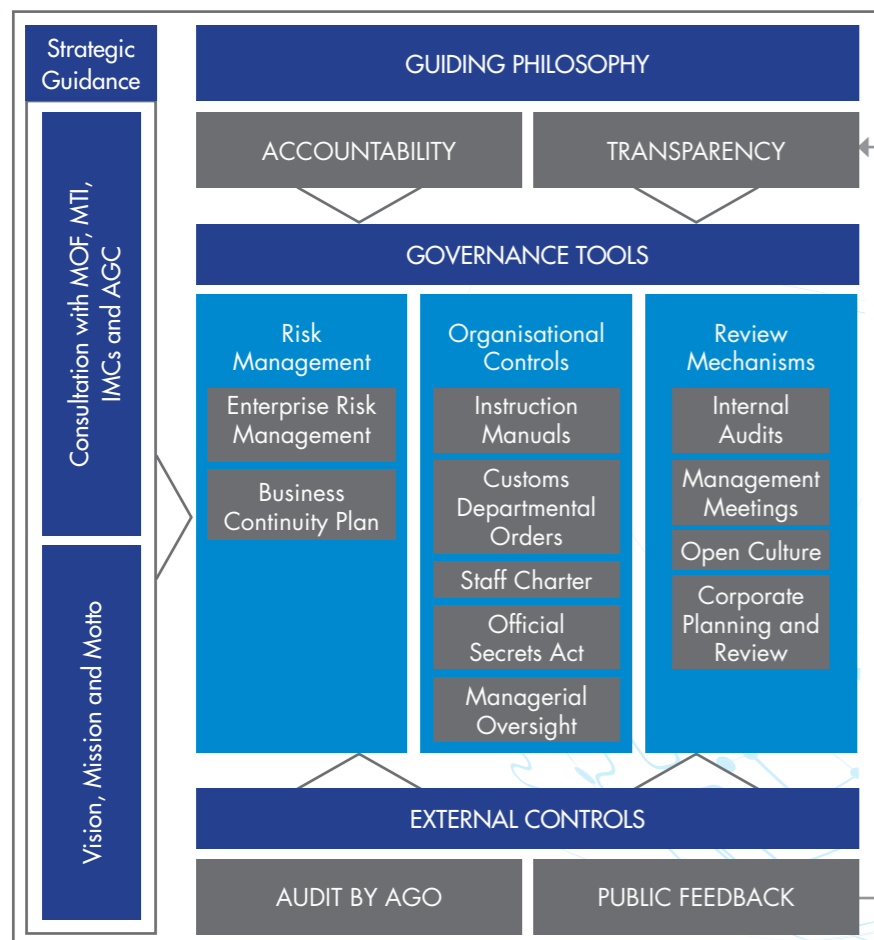 Strategic
Guidance
Consultation with MOF, MTI,
IMCs and AGC
Vision, Mission and Motto
GUIDING PHILOSOPHY
ACCOUNTABILITY
TRANSPARENCY
GOVERNANCE TOOLS
Risk
Management
Enterprise Risk
Management
Business
Continuity Plan
Organisational
Controls
Instruction
Manuals
Customs
Departmental
Orders
Staff Charter
Official
Secrets Act
Managerial
Oversight
Review
Mechanisms
Internal
Audits
Management
Meetings
Open Culture
Corporate
Planning and
Review
EXTERNAL CONTROLS
AUDIT BY AGO
PUBLIC FEEDBACK